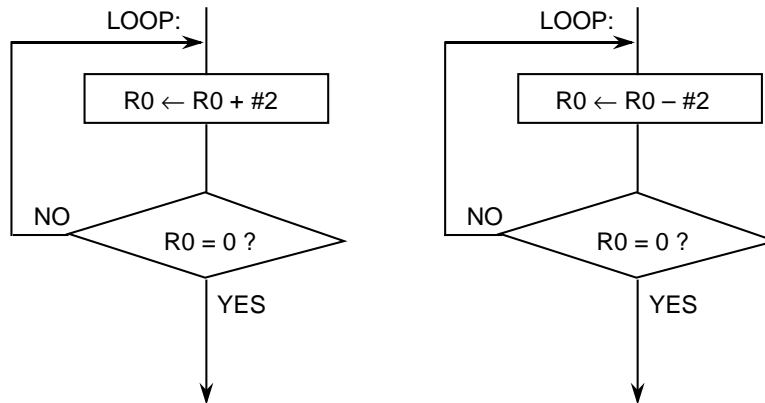 LOOP:
R0 ← R0 + #2
NO
R0 = 0 ?
YES
LOOP:
R0 ← R0 – #2
NO
R0 = 0 ?
YES